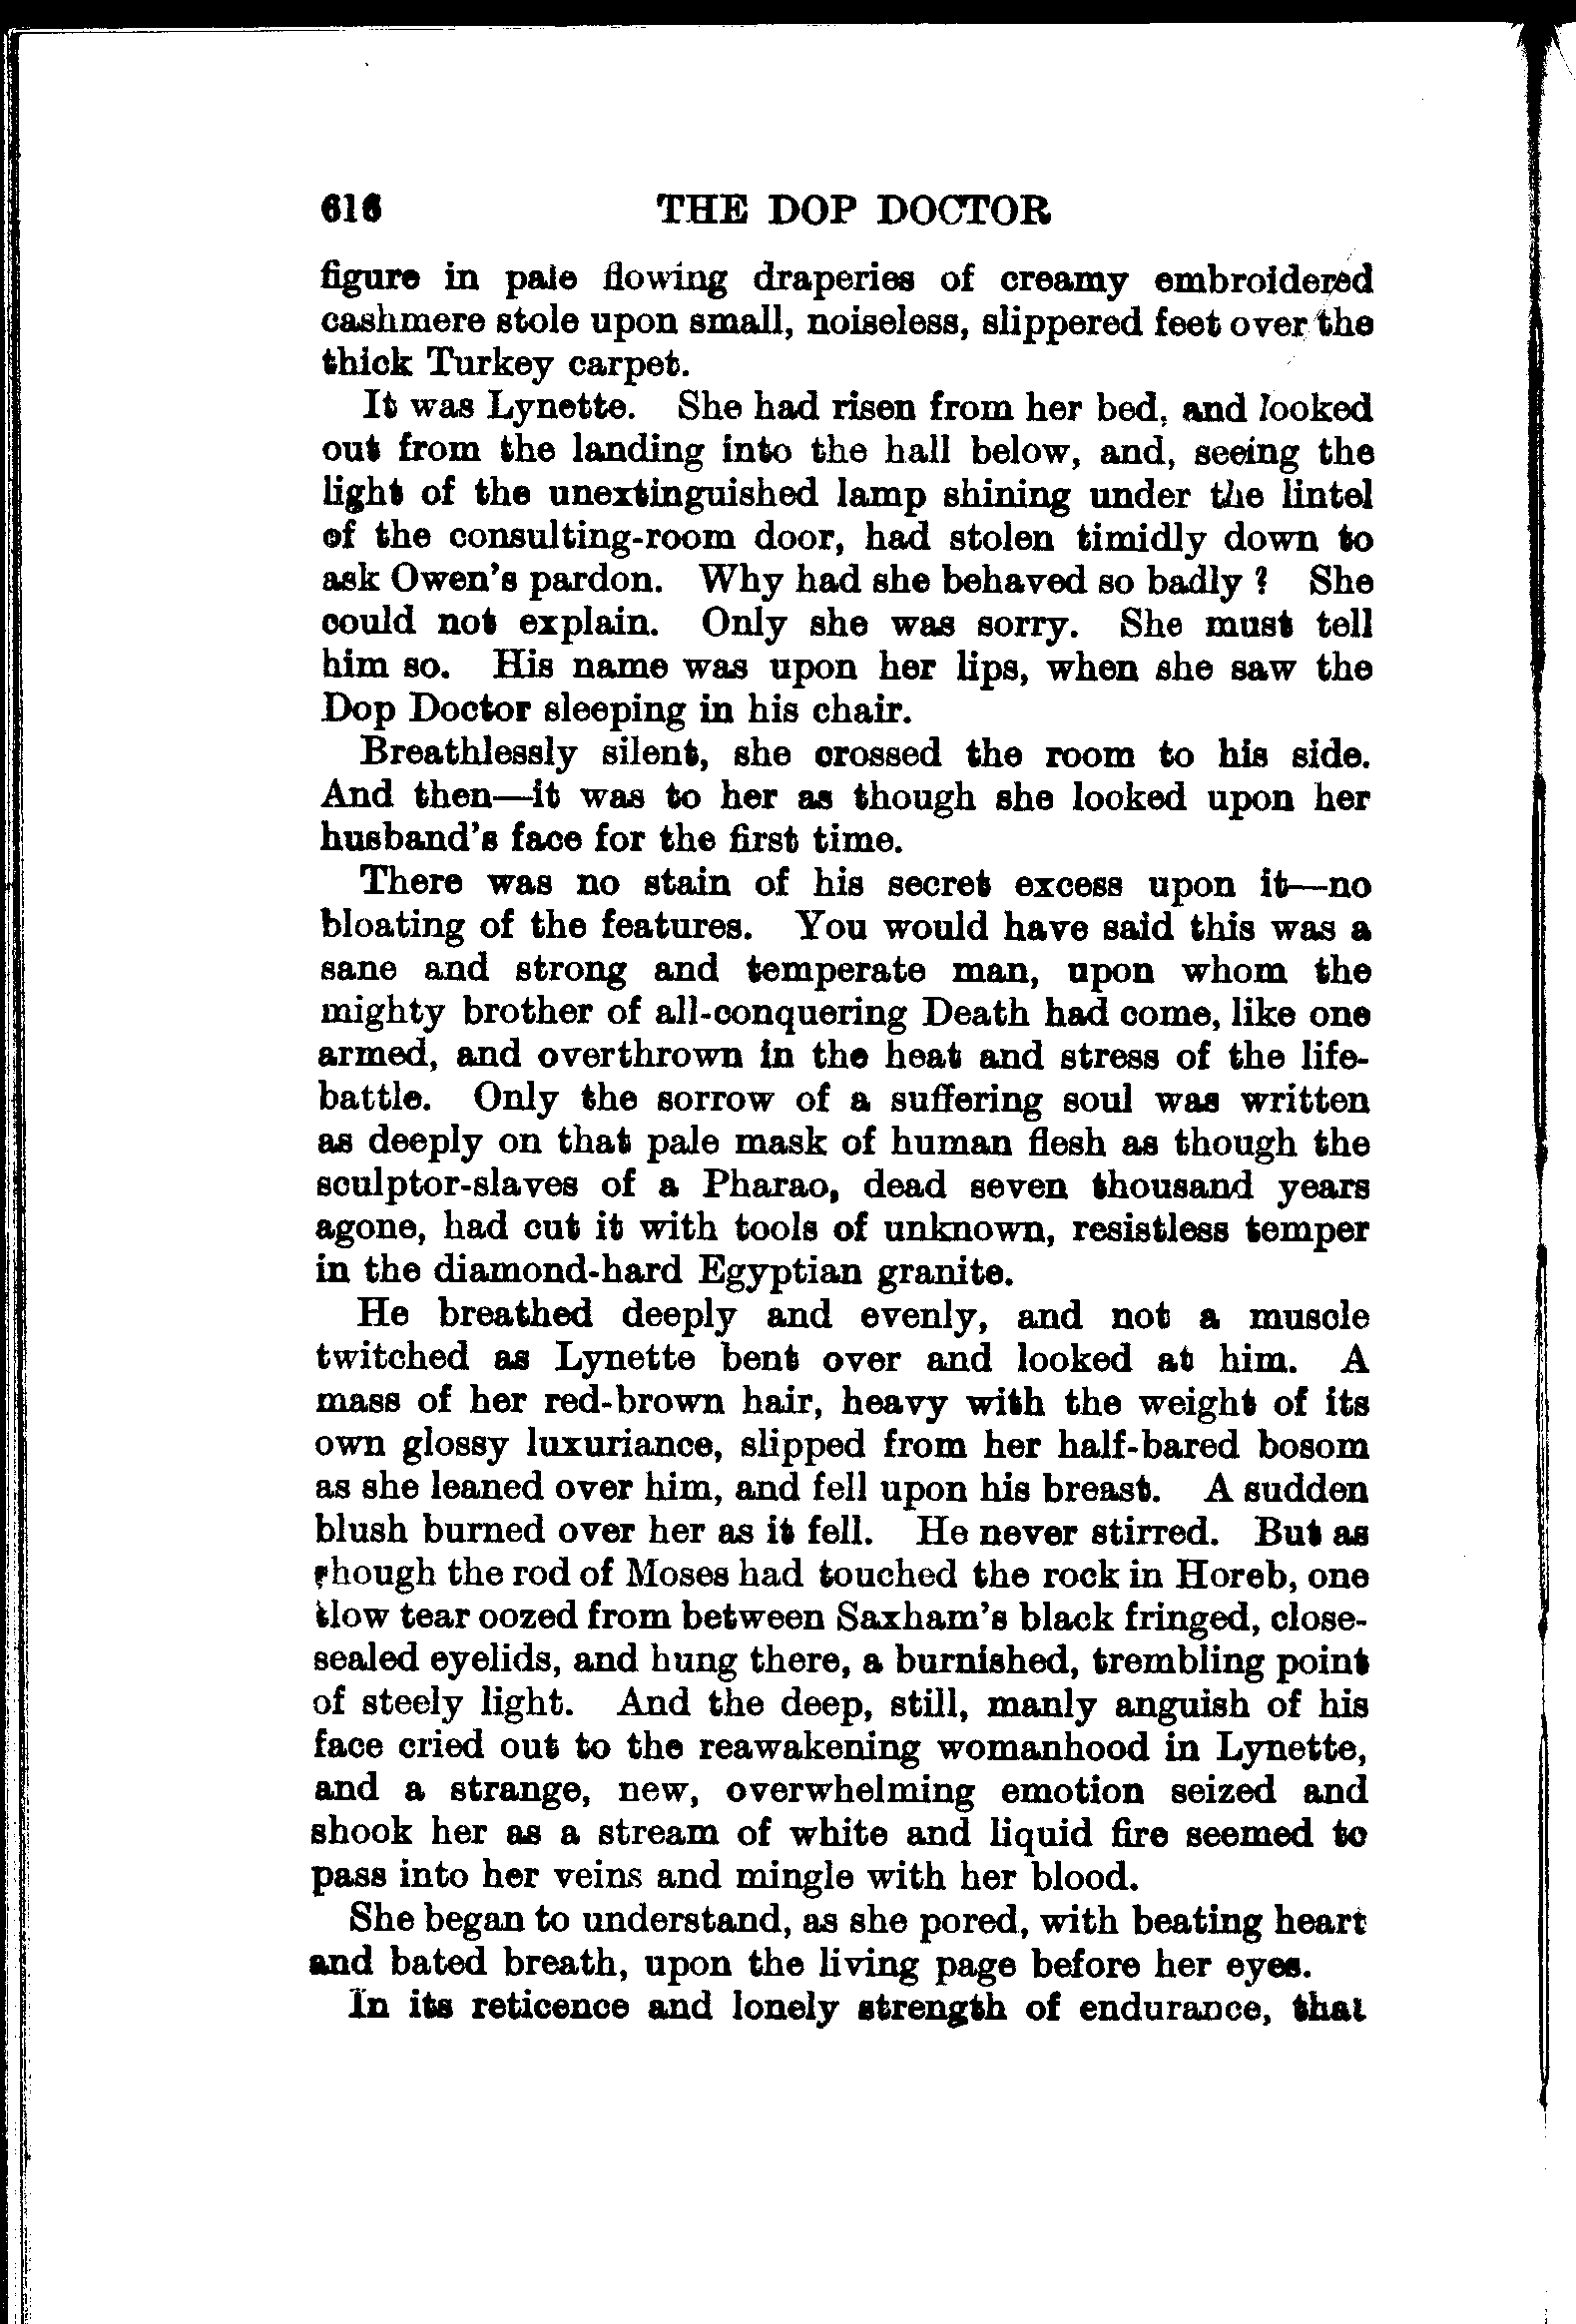 616 THE DOP DOCTOR
figure in pale flowing draperies of creamy embroidered
cashmere stole upon small, noiseless, slippered feet over the
thick Turkey carpet.
It was Lynette. She had risen from her bed, and looked
out from the landing into the hall below, and, seeing the
light of the unextinguished lamp shining under the lintel
of the consulting-room door, had stolen timidly down to
ask Owen's pardon. Why had she behaved so badly ? She
could not explain. Only she was sorry. She must tell
him so. His name was upon her lips, when she saw the
Dop Doctor sleeping in his chair.
Breathlessly silent, she crossed the room to his side.
And then—it was to her as though she looked upon her
husband's face for the first time.
There was no stain of his secret excess upon it—no
bloating of the features. You would have said this was a
sane and strong and temperate man, upon whom the
mighty brother of all-conquering Death had come, like one
armed, and overthrown in the heat and stress of the life-
battle. Only the sorrow of a suffering soul was written
as deeply on that pale mask of human flesh as though the
sculptor-slaves of a Pharao, dead seven thousand years
agone, had cut it with tools of unknown, resistless temper
in the diamond-hard Egyptian granite.
He breathed deeply and evenly, and not a muscle
twitched as Lynette bent over and looked at him. A
mass of her red-brown hair, heavy with the weight of its
own glossy luxuriance, slipped from her half-bared bosom
as she leaned over him, and fell upon his breast. A sudden
blush burned over her as it fell. He never stirred. But as
though the rod of Moses had touched the rock in Horeb, one
slow tear oozed from between Saxham's black fringed, close-
sealed eyelids, and hung there, a burnished, trembling point
of steely light. And the deep, still, manly anguish of his
face cried out to the reawakening womanhood in Lynette,
and a strange, new, overwhelming emotion seized and
shook her as a stream of white and liquid fire seemed to
pass into her veins and mingle with her blood.
She began to understand, as she pored, with beating heart
and bated breath, upon the living page before her eyes.
In its reticence and lonely strength of endurance, that